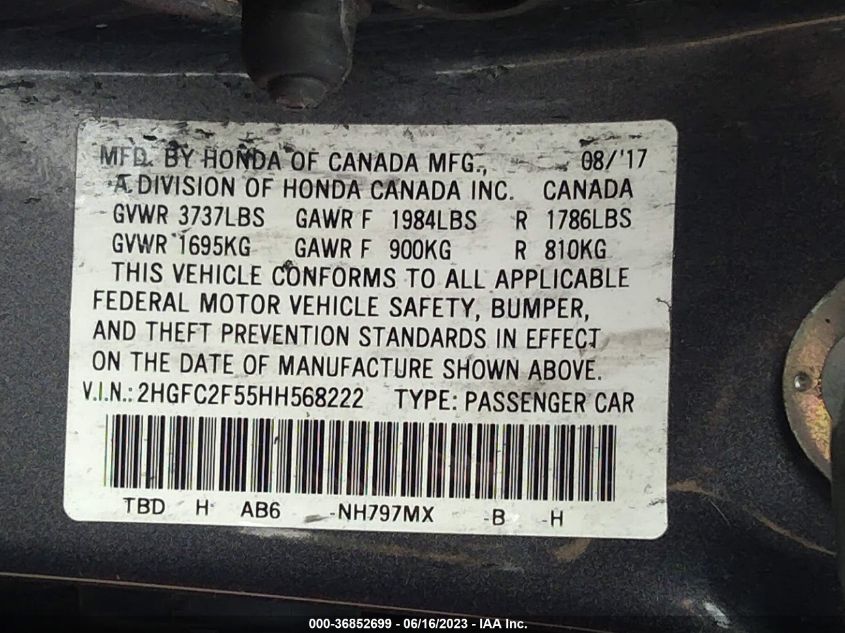 MFD. BY HONDA OF CANADA MFG., 08/'17
A DIVISION OF HONDA CANADA INC. CANADA
GVWR 3737LBS GAWR F 1984LBS R 1786LBS
GVWR 1695KG GAWR F 900KG R 810KG
THIS VEHICLE CONFORMS TO ALL APPLICABLE
FEDERAL MOTOR VEHICLE SAFETY, BUMPER,
AND THEFT PREVENTION STANDARDS IN EFFECT
ON THE DATE OF MANUFACTURE SHOWN ABOVE.
V.I.N.: 2HGFC2F55HH568222 TYPE: PASSENGER CAR
TBD H AB6 -NH797MX -B -H
000-36852699 - 06/16/2023 - IAA Inc.